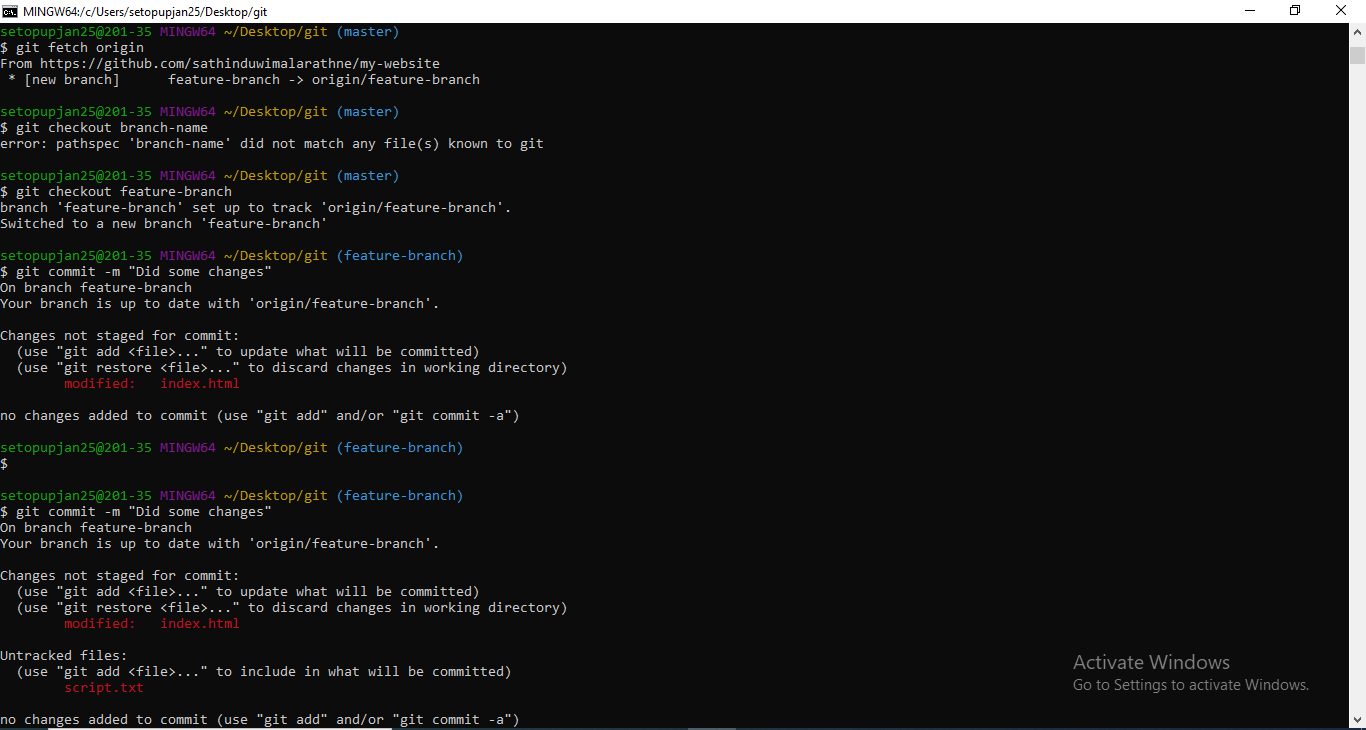 MINGW64:/c/Users/setopupjan25/Desktop/git
setopupjan25@201-35 MINGW64 ~/Desktop/git (master)
$ git fetch origin
From https://github.com/sathinduwimalarathne/my-website
 * [new branch]      feature-branch -> origin/feature-branch

setopupjan25@201-35 MINGW64 ~/Desktop/git (master)
$ git checkout branch-name
error: pathspec 'branch-name' did not match any file(s) known to git

setopupjan25@201-35 MINGW64 ~/Desktop/git (master)
$ git checkout feature-branch
branch 'feature-branch' set up to track 'origin/feature-branch'.
Switched to a new branch 'feature-branch'

setopupjan25@201-35 MINGW64 ~/Desktop/git (feature-branch)
$ git commit -m "Did some changes"
On branch feature-branch
Your branch is up to date with 'origin/feature-branch'.

Changes not staged for commit:
  (use "git add <file>..." to update what will be committed)
  (use "git restore <file>..." to discard changes in working directory)
        modified:   index.html

no changes added to commit (use "git add" and/or "git commit -a")

setopupjan25@201-35 MINGW64 ~/Desktop/git (feature-branch)
$

setopupjan25@201-35 MINGW64 ~/Desktop/git (feature-branch)
$ git commit -m "Did some changes"
On branch feature-branch
Your branch is up to date with 'origin/feature-branch'.

Changes not staged for commit:
  (use "git add <file>..." to update what will be committed)
  (use "git restore <file>..." to discard changes in working directory)
        modified:   index.html

Untracked files:
  (use "git add <file>..." to include in what will be committed)
        script.txt

no changes added to commit (use "git add" and/or "git commit -a")
Activate Windows
Go to Settings to activate Windows.